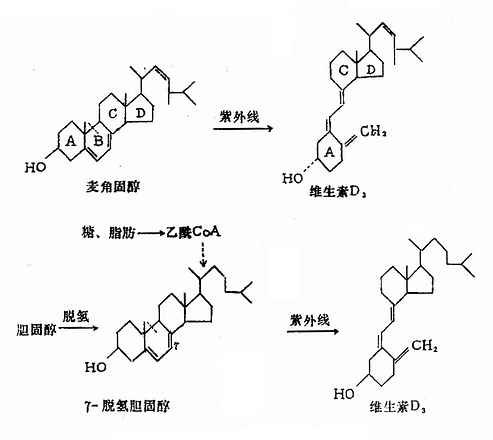 C D
A B C D
紫外线
CH₂
A
HO
HO
麦角固醇
维生素D₃
糖、脂肪 乙酰CoA
脱氢
胆固醇
紫外线
7
CH₂
HO
HO
7-脱氢胆固醇
维生素D₃